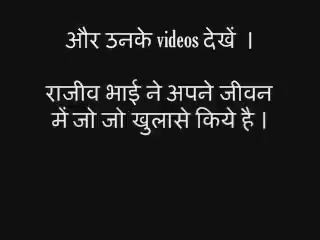 और उनके videos देखें ।
राजीव भाई ने अपने जीवन
में जो जो खुलासे किये है ।